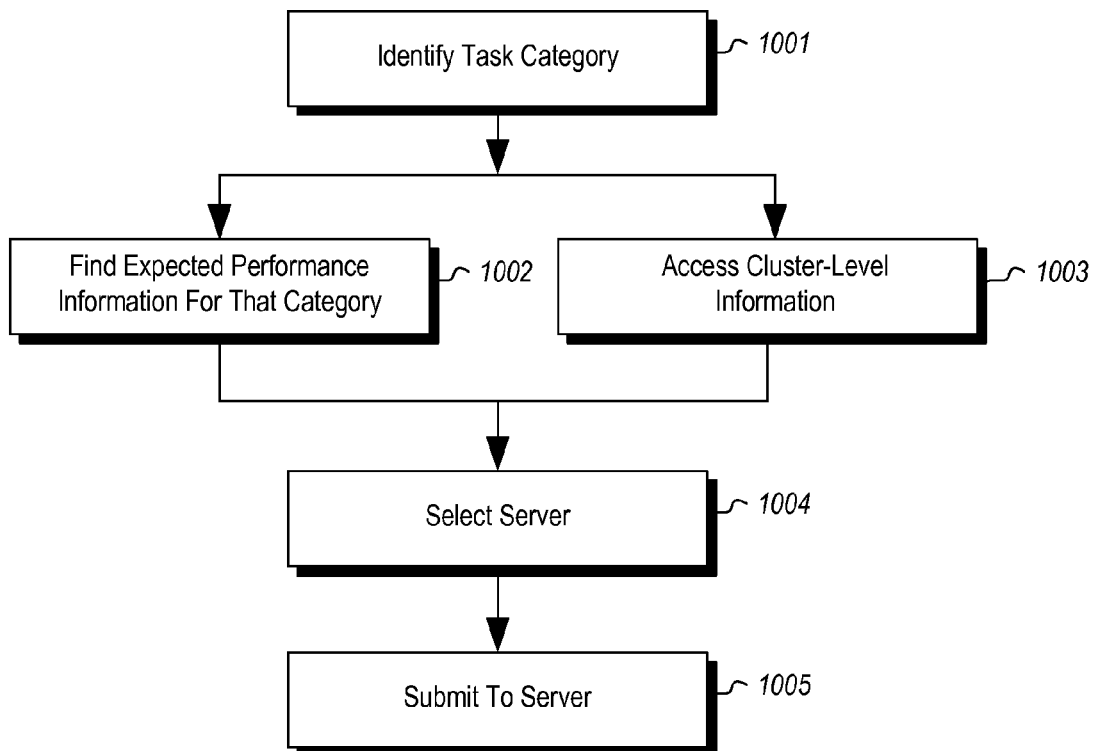 Identify Task Category
1001
Find Expected Performance
Information For That Category
1002
Access Cluster-Level
Information
1003
Select Server
1004
Submit To Server
1005